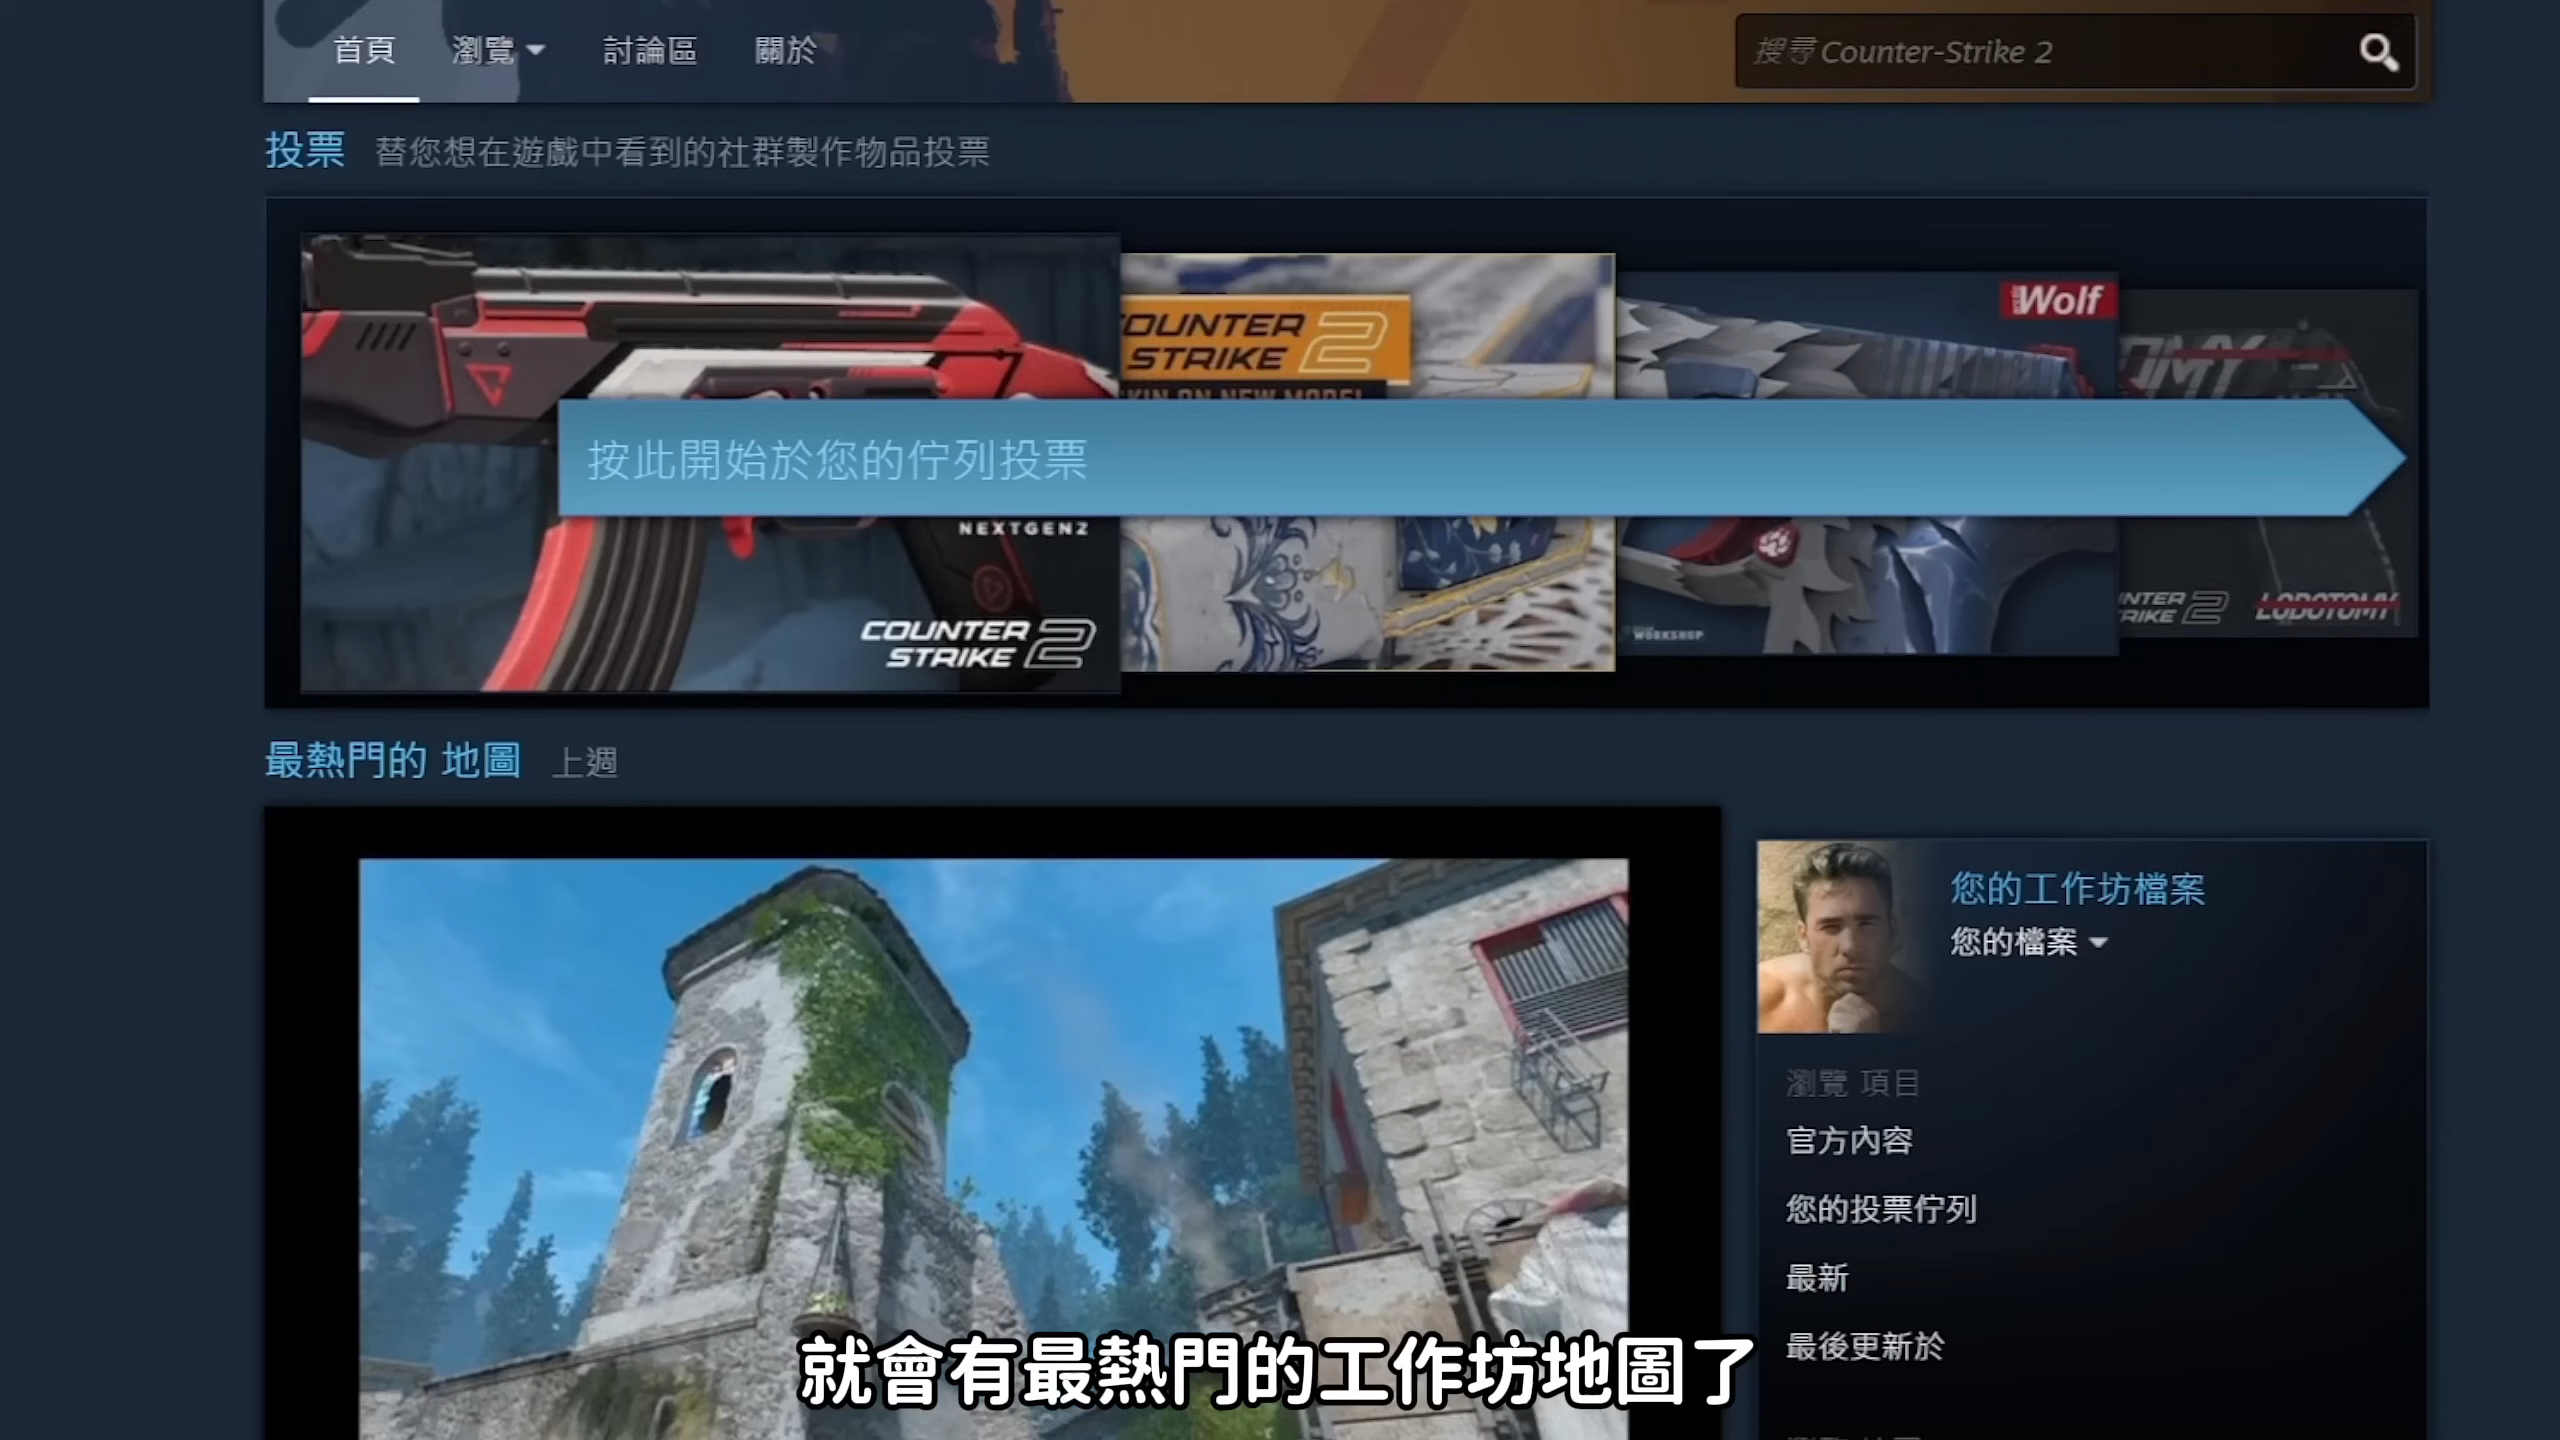 首頁 瀏覽 討論區 關於
搜尋 Counter-Strike 2
投票 替您想在遊戲中看到的社群製作物品投票
Wolf
COUNTER
STRIKE 2
按此開始於您的佇列投票
NEXTGENZ
COUNTER
STRIKE 2
WORKSHOP
LOBOTOMY
最熱門的 地圖 上週
您的工作坊檔案
您的檔案
瀏覽 項目
官方內容
您的投票佇列
最新
最後更新於
就會有最熱門的工作坊地圖了